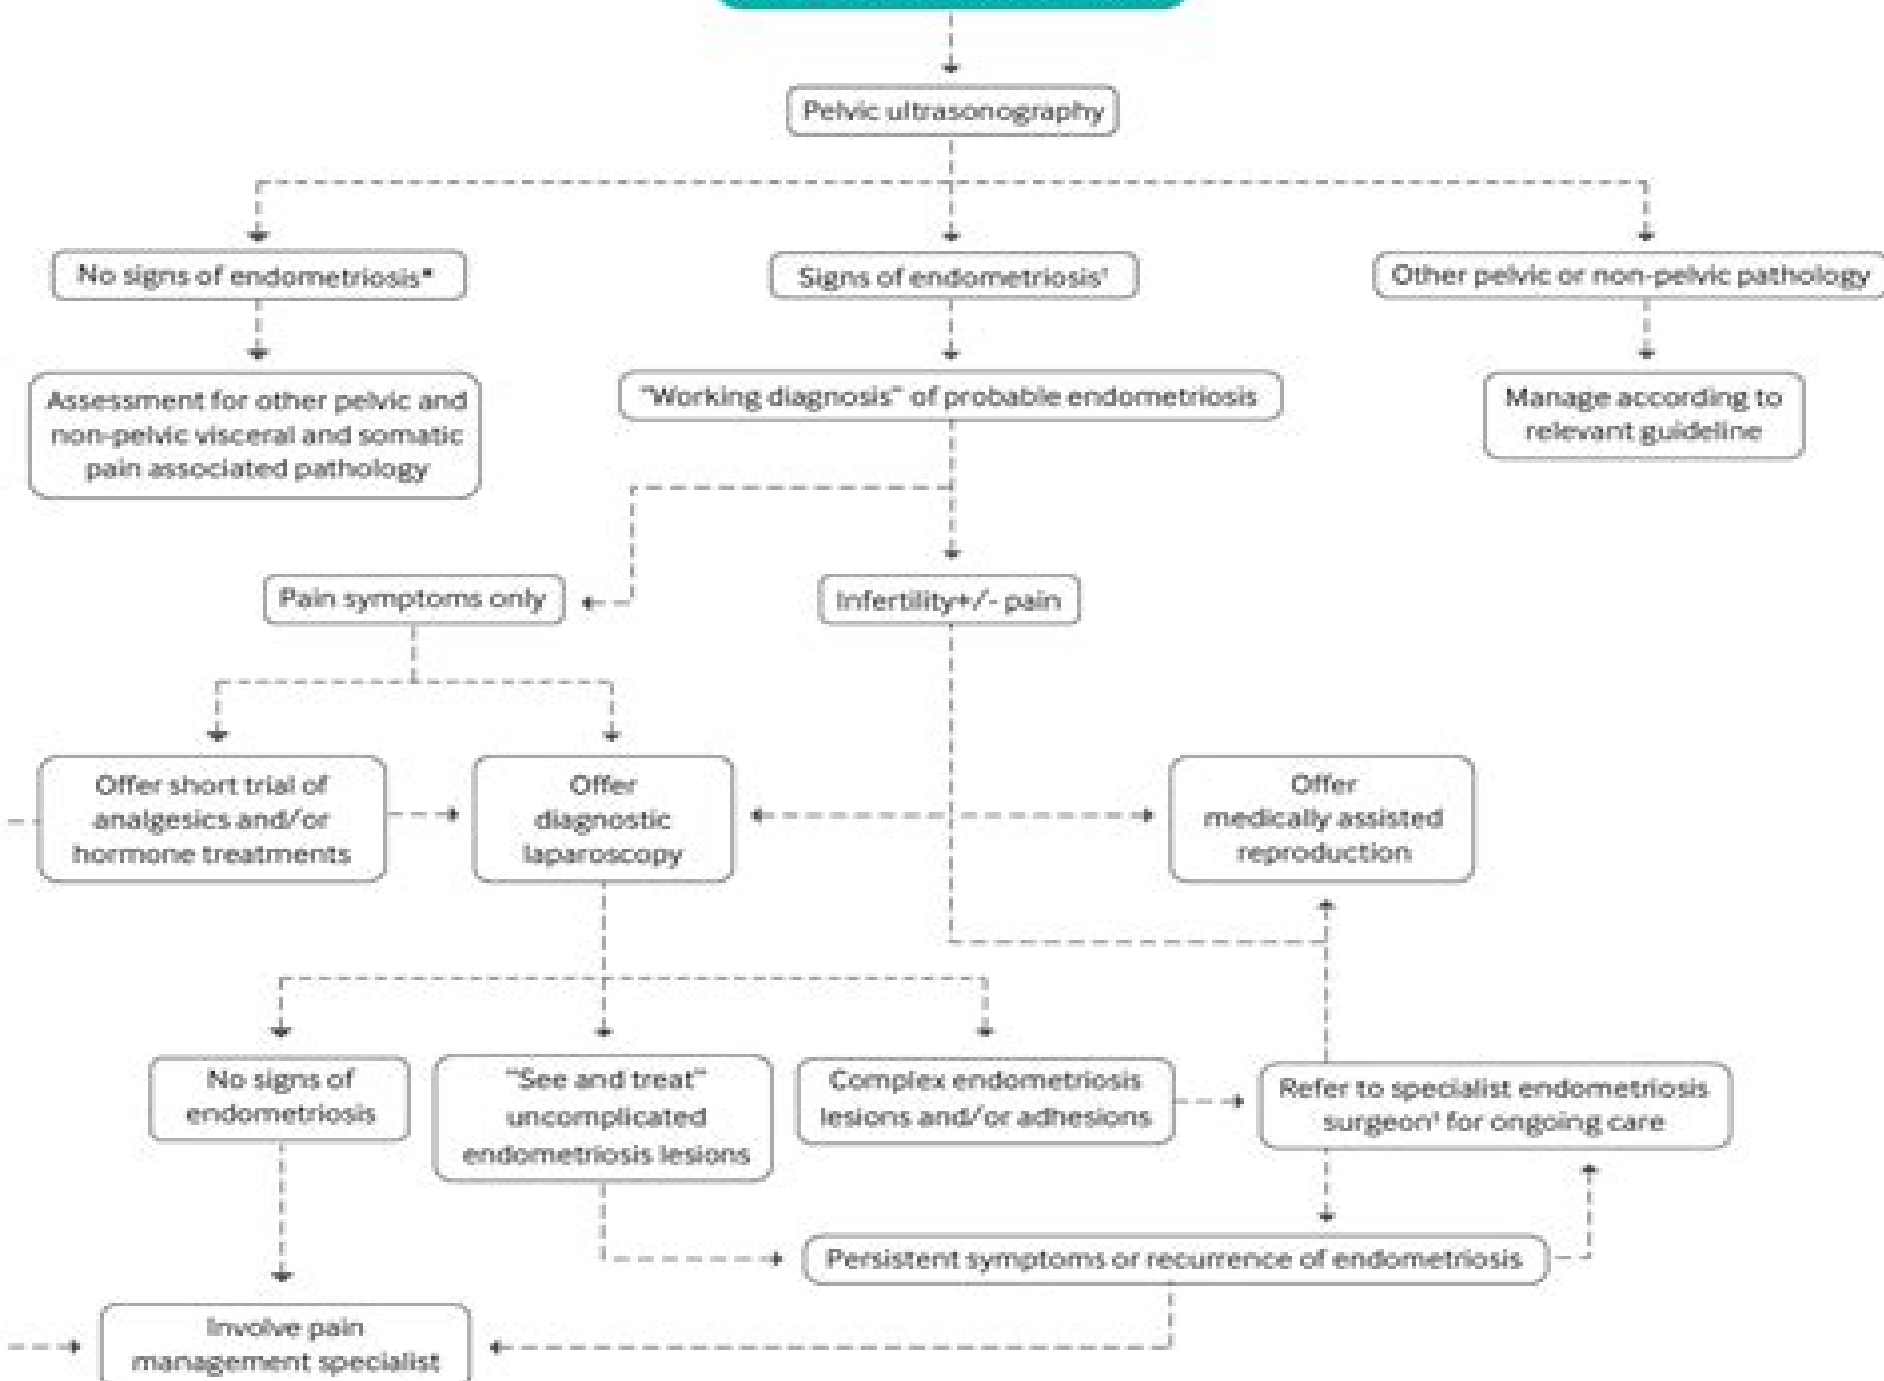 Pelvic ultrasonography
No signs of endometriosis*
Signs of endometriosis†
Other pelvic or non-pelvic pathology
Assessment for other pelvic and
non-pelvic visceral and somatic
pain associated pathology
"Working diagnosis" of probable endometriosis
Manage according to
relevant guideline
Pain symptoms only
Infertility+/- pain
Offer short trial of
analgesics and/or
hormone treatments
Offer
diagnostic
laparoscopy
Offer
medically assisted
reproduction
No signs of
endometriosis
"See and treat"
uncomplicated
endometriosis lesions
Complex endometriosis
lesions and/or adhesions
Refer to specialist endometriosis
surgeon‡ for ongoing care
Persistent symptoms or recurrence of endometriosis
Involve pain
management specialist